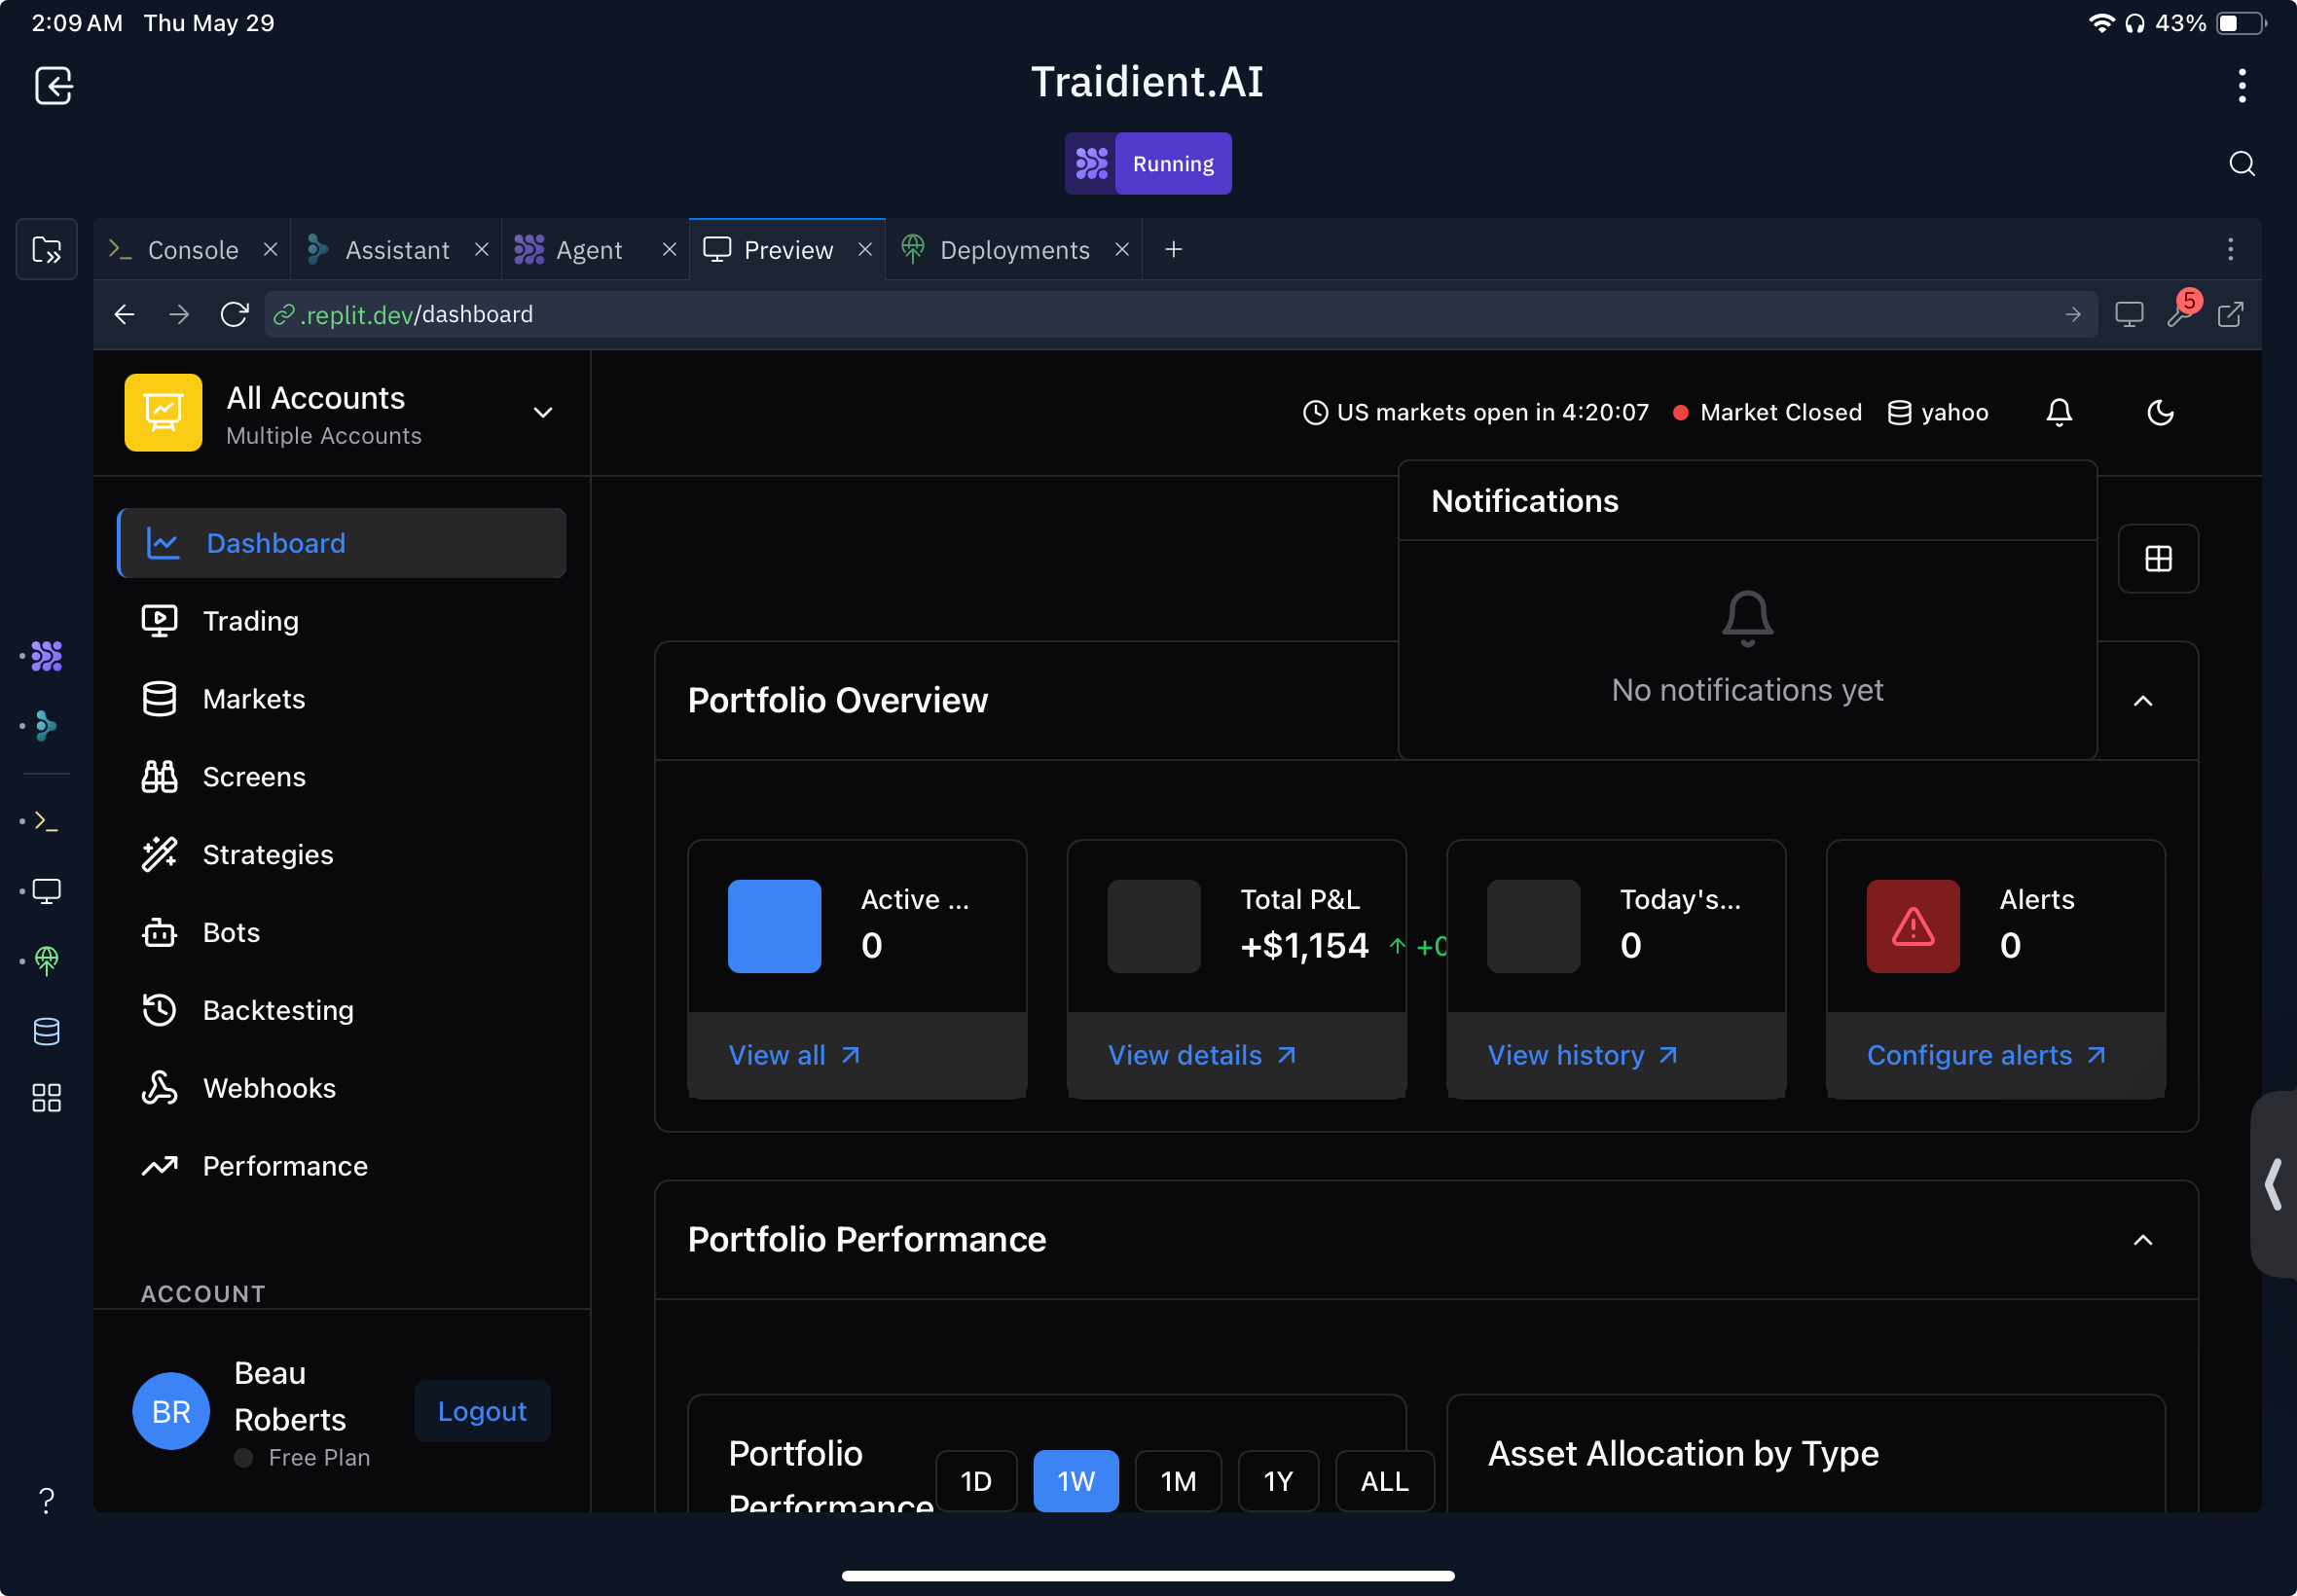 2:09 AM Thu May 29
43%
Traidient.AI
Running
Console
Assistant
Agent
Preview
Deployments
.replit.dev/dashboard
5
All Accounts
Multiple Accounts
US markets open in 4:20:07
Market Closed
yahoo
Notifications
No notifications yet
Dashboard
Trading
Markets
Screens
Strategies
Bots
Backtesting
Webhooks
Performance
ACCOUNT
BR
Beau
Roberts
Free Plan
Logout
Portfolio Overview
Active ...
0
View all
Total P&L
+$1,154 +0
View details
Today's...
0
View history
Alerts
0
Configure alerts
Portfolio Performance
Portfolio
Performance
1D
1W
1M
1Y
ALL
Asset Allocation by Type
?